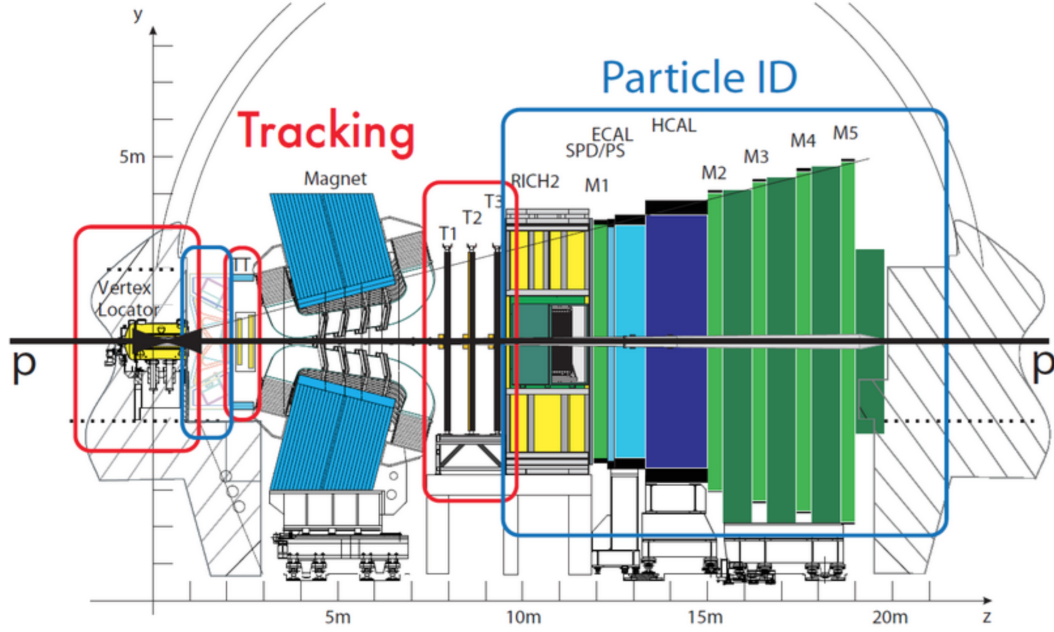 y
Particle ID
Tracking
HCAL
ECAL
SPD/PS
M5
M4
M3
M2
5m
Magnet
RICH2
M1
T3
T2
T1
TT
Vertex
Locator
p
p
5m
10m
15m
20m
z